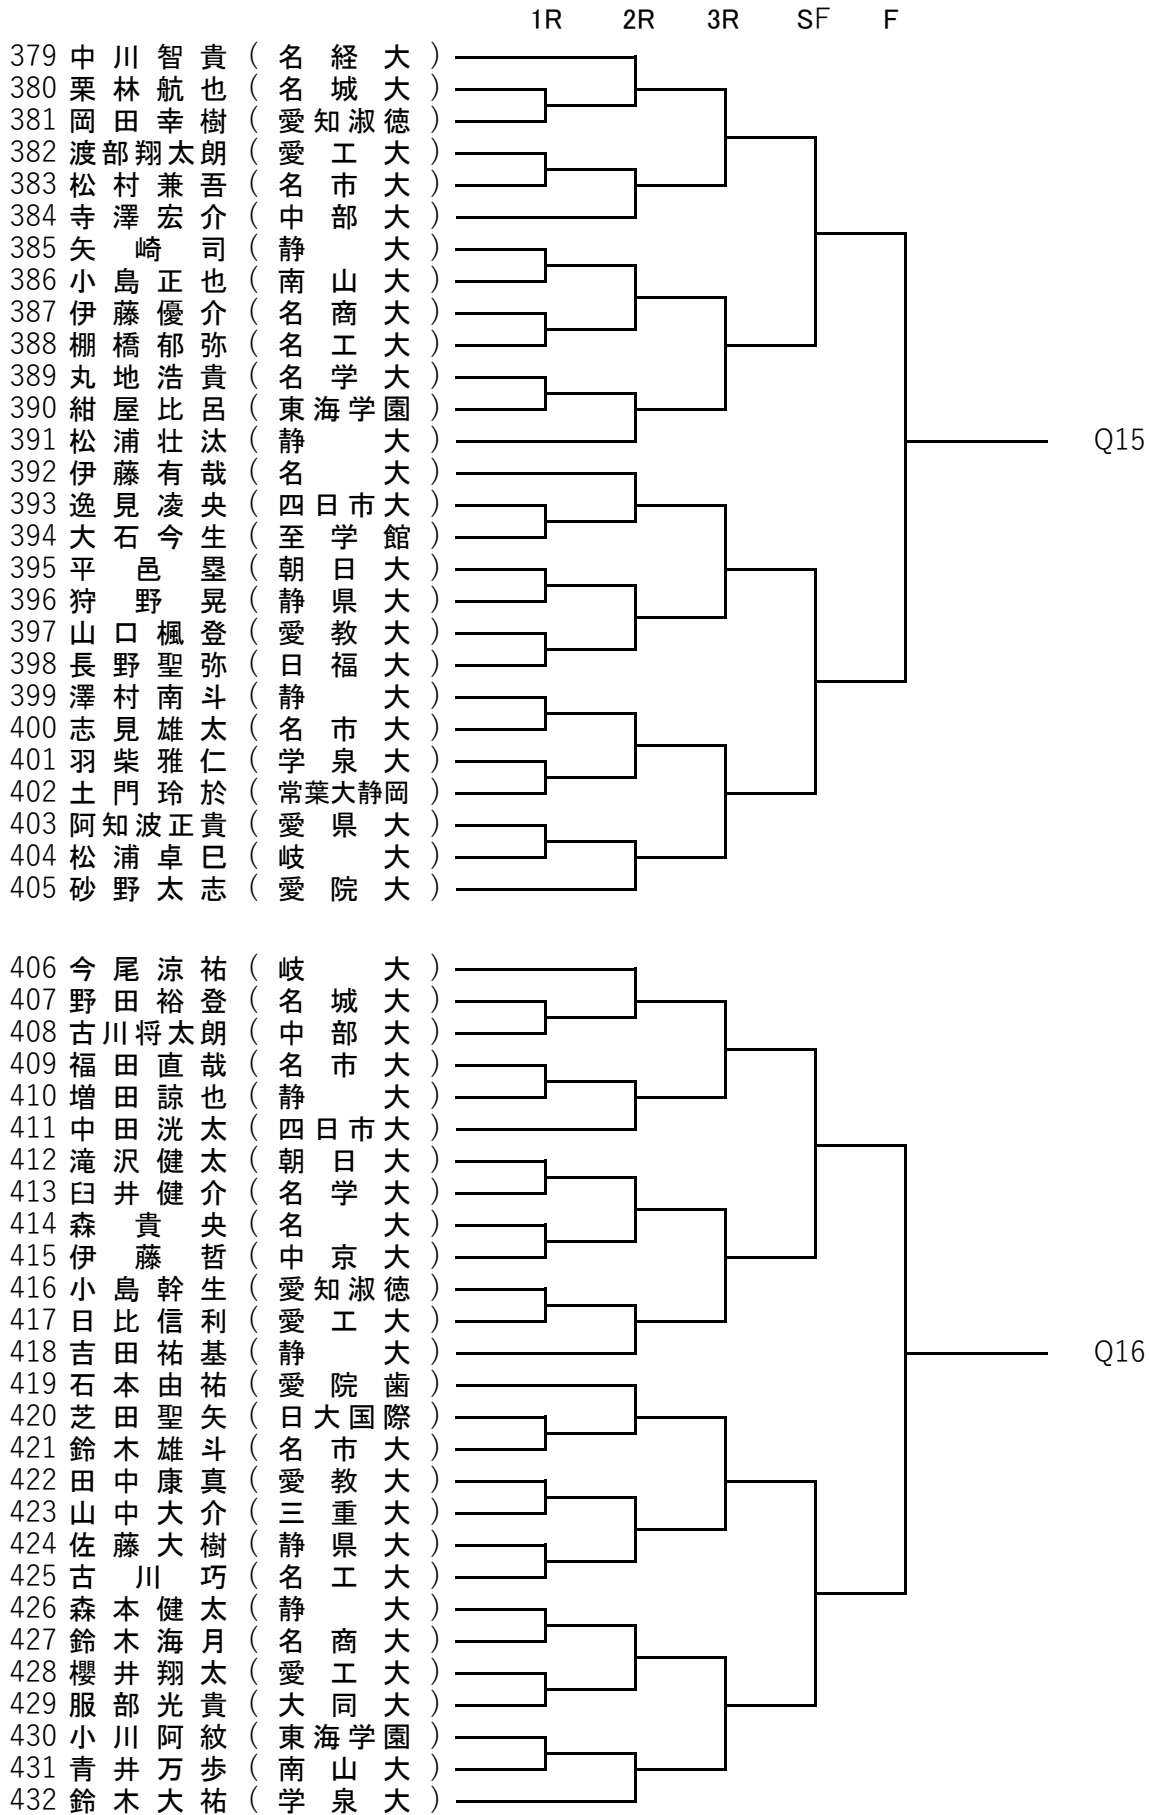 1R 2R 3R SF F
379 中川智貴 ( 名経大 )
380 栗林航也 ( 名城大 )
381 岡田幸樹 ( 愛知淑徳 )
382 渡部翔太朗 ( 愛工大 )
383 松村兼吾 ( 名市大 )
384 寺澤宏介 ( 中部大 )
385 矢崎司 ( 静大 )
386 小島正也 ( 南山大 )
387 伊藤優介 ( 名商大 )
388 棚橋郁弥 ( 名工大 )
389 丸地浩貴 ( 名学大 )
390 紺屋比呂 ( 東海学園 )
391 松浦壮汰 ( 静大 )
Q15
392 伊藤有哉 ( 名大 )
393 逸見凌央 ( 四日市大 )
394 大石今生 ( 至学館 )
395 平邑塁 ( 朝日大 )
396 狩野晃 ( 静県大 )
397 山口楓登 ( 愛教大 )
398 長野聖弥 ( 日福大 )
399 澤村南斗 ( 静大 )
400 志見雄太 ( 名市大 )
401 羽柴雅仁 ( 学泉大 )
402 土門玲於 ( 常葉大静岡 )
403 阿知波正貴 ( 愛県大 )
404 松浦卓巳 ( 岐大 )
405 砂野太志 ( 愛院大 )
406 今尾涼祐 ( 岐大 )
407 野田裕登 ( 名城大 )
408 古川将太朗 ( 中部大 )
409 福田直哉 ( 名市大 )
410 増田諒也 ( 静大 )
411 中田洸太 ( 四日市大 )
412 滝沢健太 ( 朝日大 )
413 臼井健介 ( 名学大 )
414 森貴央 ( 名大 )
415 伊藤哲 ( 中京大 )
416 小島幹生 ( 愛知淑徳 )
417 日比信利 ( 愛工大 )
418 吉田祐基 ( 静大 )
Q16
419 石本由祐 ( 愛院歯 )
420 芝田聖矢 ( 日大国際 )
421 鈴木雄斗 ( 名市大 )
422 田中康真 ( 愛教大 )
423 山中大介 ( 三重大 )
424 佐藤大樹 ( 静県大 )
425 古川巧 ( 名工大 )
426 森本健太 ( 静大 )
427 鈴木海月 ( 名商大 )
428 櫻井翔太 ( 愛工大 )
429 服部光貴 ( 大同大 )
430 小川阿紋 ( 東海学園 )
431 青井万歩 ( 南山大 )
432 鈴木大祐 ( 学泉大 )